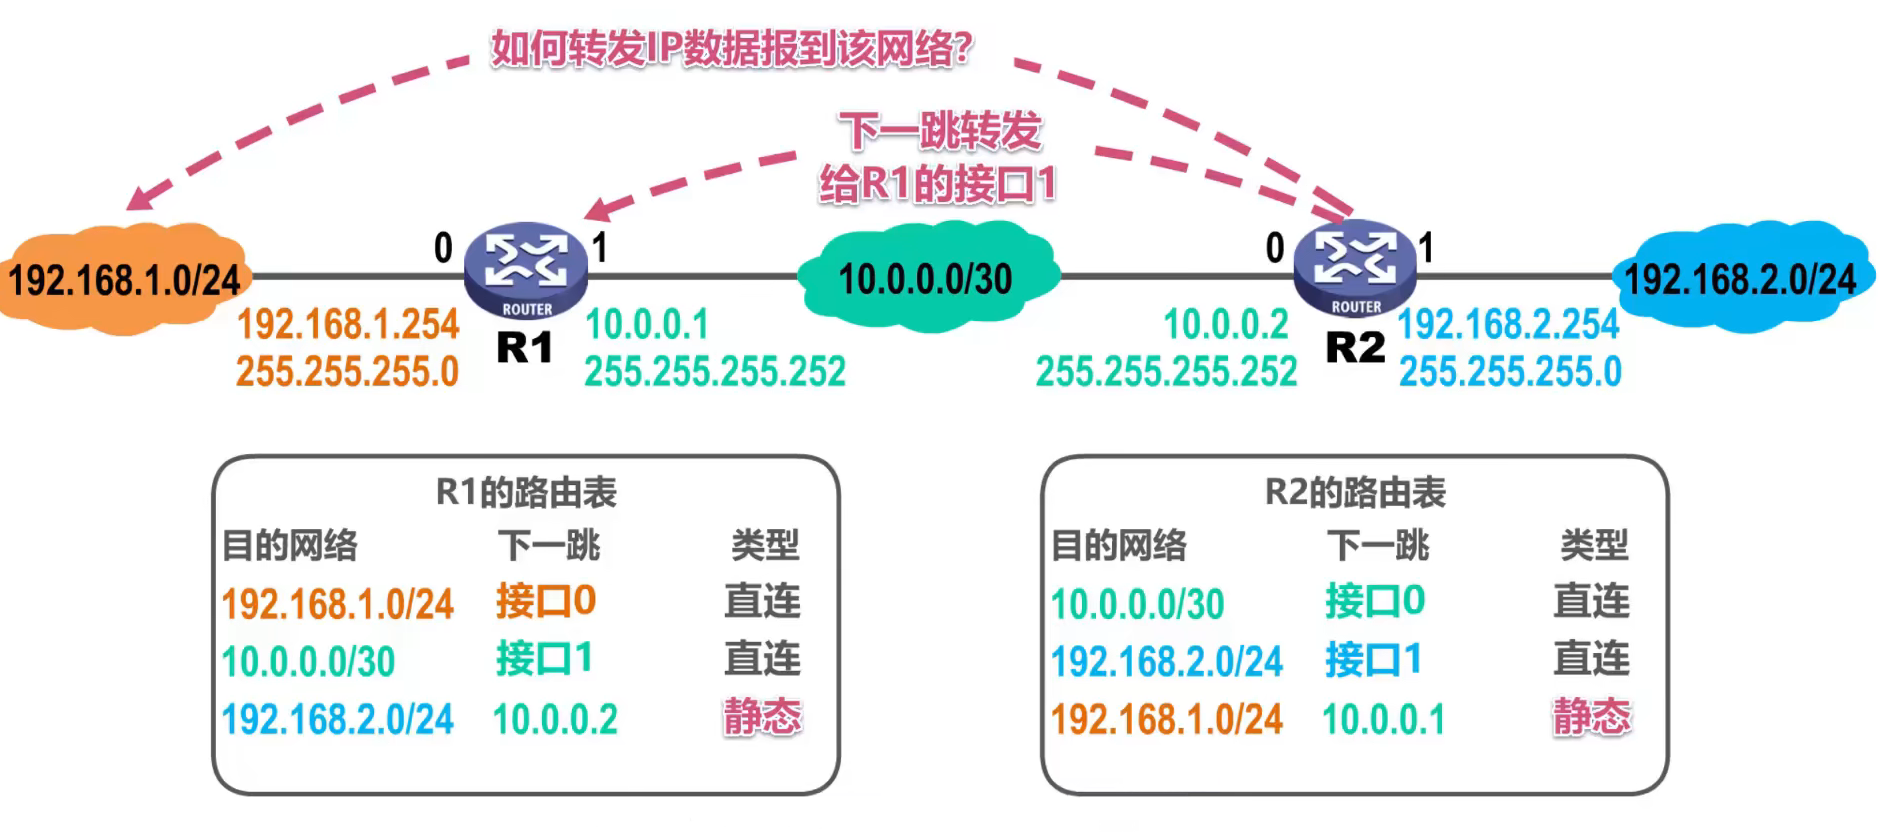 如何转发IP数据报到该网络?
下一跳转发
给R1的接口1
0
1
0
1
192.168.1.0/24
10.0.0.0/30
192.168.2.0/24
ROUTER
ROUTER
R1
R2
192.168.1.254
255.255.255.0
10.0.0.1
255.255.255.252
10.0.0.2
255.255.255.252
192.168.2.254
255.255.255.0
R1的路由表
目的网络 下一跳 类型
192.168.1.0/24 接口0 直连
10.0.0.0/30 接口1 直连
192.168.2.0/24 10.0.0.2 静态
R2的路由表
目的网络 下一跳 类型
10.0.0.0/30 接口0 直连
192.168.2.0/24 接口1 直连
192.168.1.0/24 10.0.0.1 静态